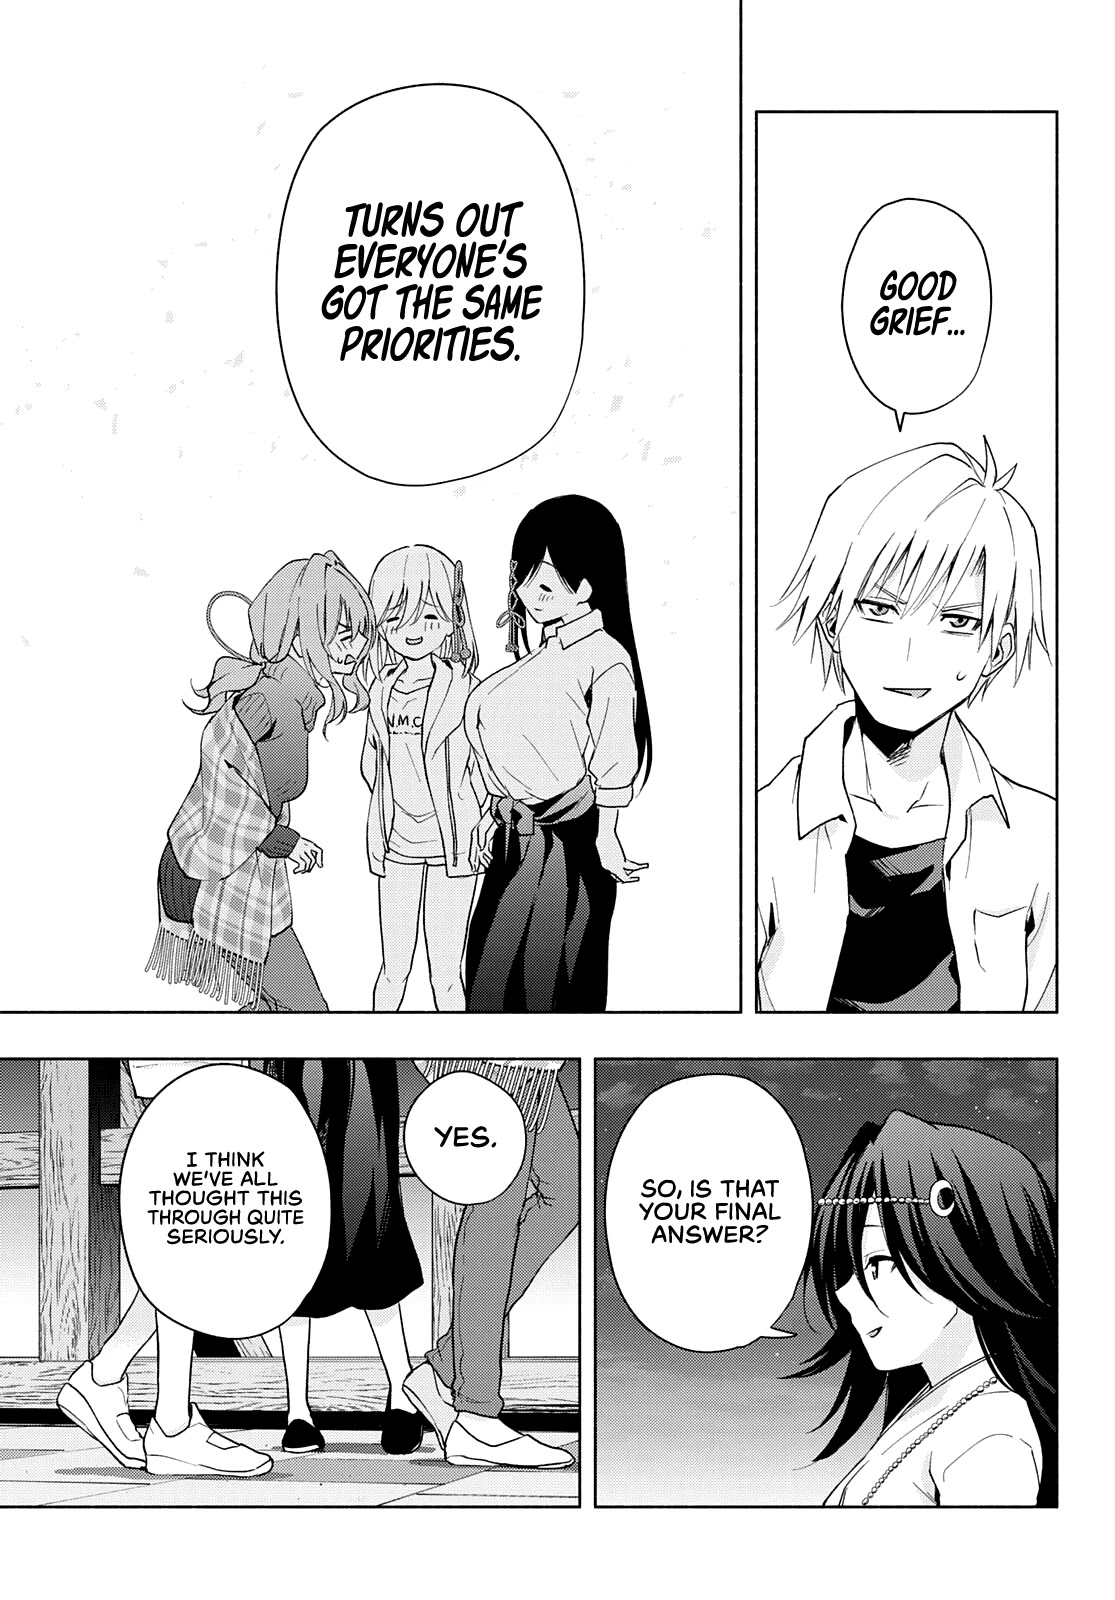 GOOD
GRIEF...
TURNS OUT
EVERYONE'S
GOT THE SAME
PRIORITIES.
N.M.C
SO, IS THAT
YOUR FINAL
ANSWER?
YES.
I THINK
WE'VE ALL
THOUGHT THIS
THROUGH QUITE
SERIOUSLY.